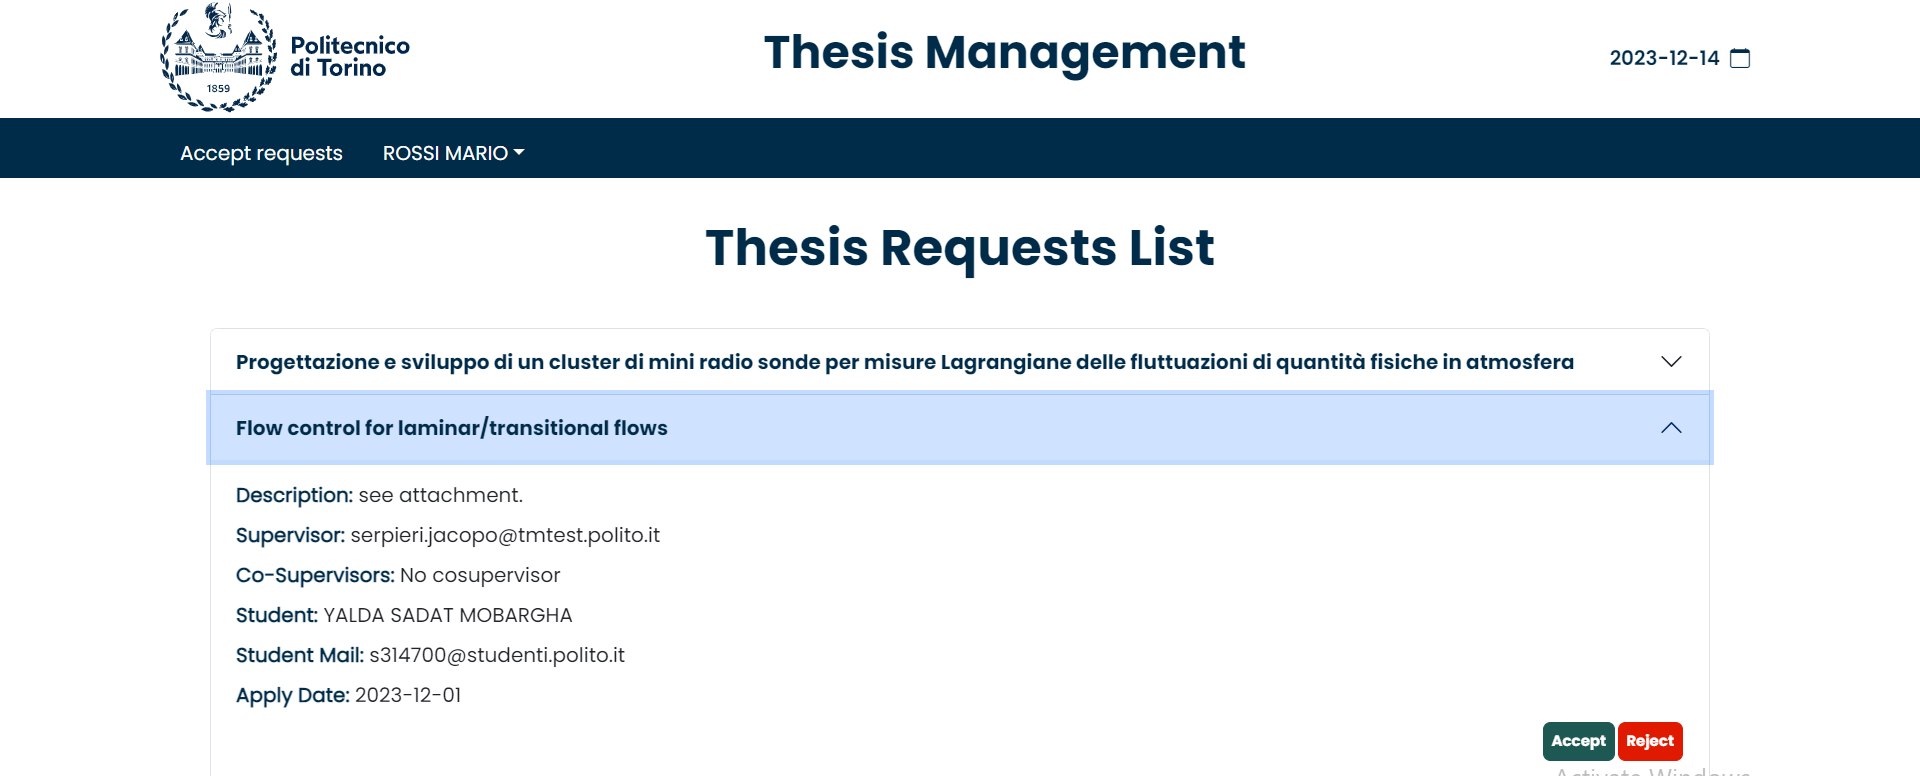 Politecnico
di Torino
1859
Thesis Management
2023-12-14
Accept requests
ROSSI MARIO
Thesis Requests List
Progettazione e sviluppo di un cluster di mini radio sonde per misure Lagrangiane delle fluttuazioni di quantità fisiche in atmosfera
Flow control for laminar/transitional flows
Description: see attachment.
Supervisor: serpieri.jacopo@tmtest.polito.it
Co-Supervisors: No cosupervisor
Student: YALDA SADAT MOBARGHA
Student Mail: s314700@studenti.polito.it
Apply Date: 2023-12-01
Accept Reject
Activate Windows